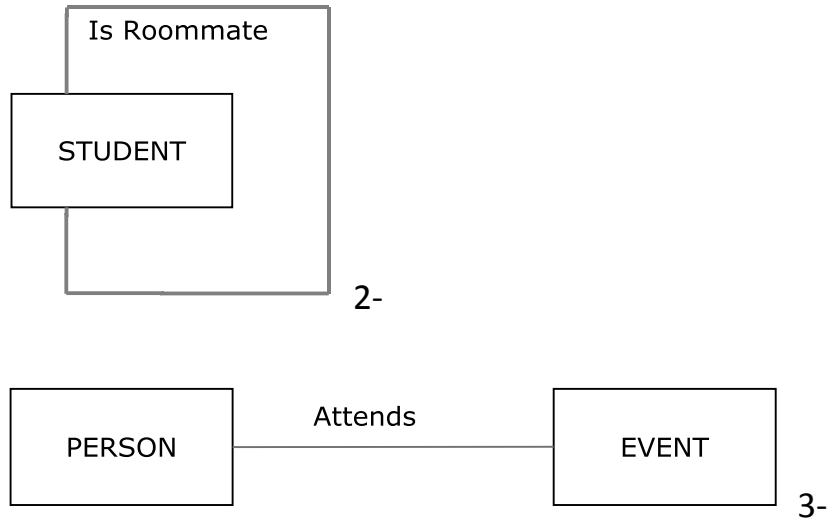 Is Roommate
STUDENT
2-
Attends
PERSON
EVENT
3-